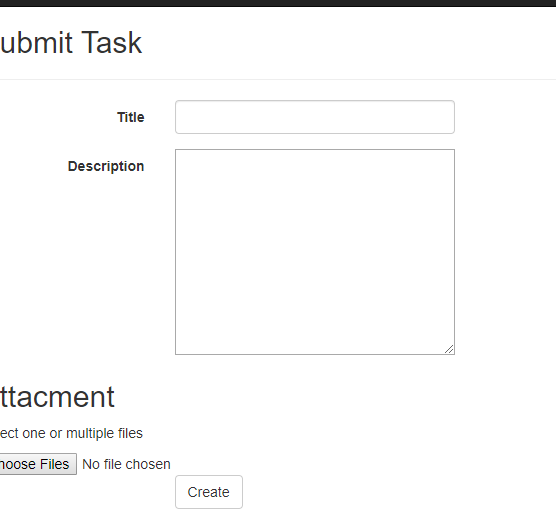 ubmit Task
Title
Description
ttacment
ect one or multiple files
hoose Files No file chosen
Create